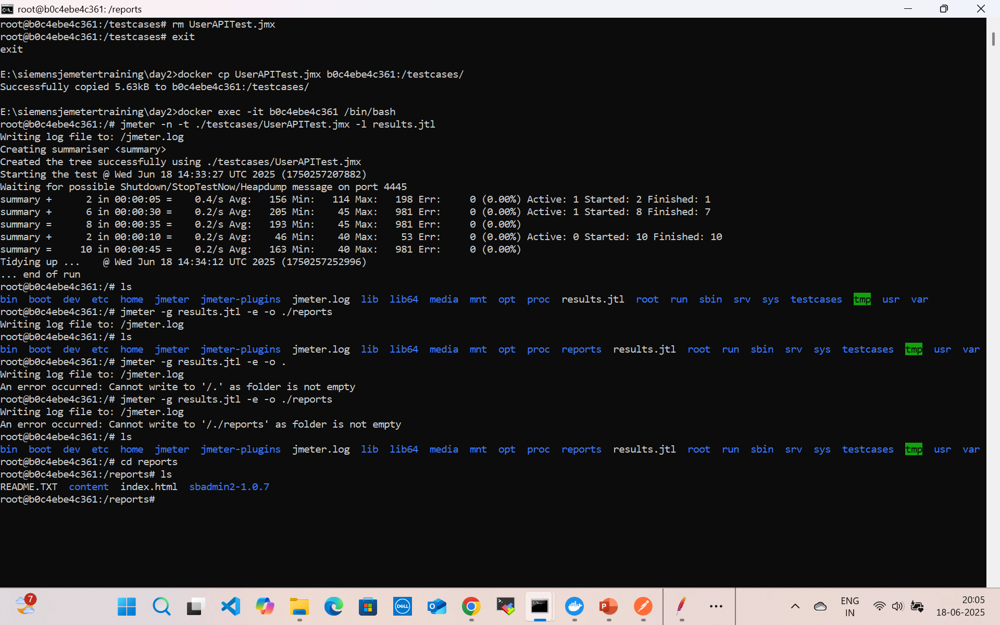 root@b0c4ebe4c361: /reports
root@b0c4ebe4c361:/testcases# rm UserAPITest.jmx
root@b0c4ebe4c361:/testcases# exit
exit
E:\siemensjemetertraining\day2>docker cp UserAPITest.jmx b0c4ebe4c361:/testcases/
Successfully copied 5.63kB to b0c4ebe4c361:/testcases/
E:\siemensjemetertraining\day2>docker exec -it b0c4ebe4c361 /bin/bash
root@b0c4ebe4c361:/# jmeter -n -t ./testcases/UserAPITest.jmx -l results.jtl
Writing log file to: /jmeter.log
Creating summariser <summary>
Created the tree successfully using ./testcases/UserAPITest.jmx
Starting the test @ Wed Jun 18 14:33:27 UTC 2025 (1750257207882)
Waiting for possible Shutdown/StopTestNow/Heapdump message on port 4445
summary +      2 in 00:00:05 =    0.4/s Avg:   156 Min:   114 Max:   198 Err:     0 (0.00%) Active: 1 Started: 2 Finished: 1
summary +      6 in 00:00:30 =    0.2/s Avg:   205 Min:    45 Max:   981 Err:     0 (0.00%) Active: 1 Started: 8 Finished: 7
summary =      8 in 00:00:35 =    0.2/s Avg:   193 Min:    45 Max:   981 Err:     0 (0.00%)
summary +      2 in 00:00:10 =    0.2/s Avg:    46 Min:    40 Max:    53 Err:     0 (0.00%) Active: 0 Started: 10 Finished: 10
summary =     10 in 00:00:45 =    0.2/s Avg:   163 Min:    40 Max:   981 Err:     0 (0.00%)
Tidying up ...    @ Wed Jun 18 14:34:12 UTC 2025 (1750257252996)
... end of run
root@b0c4ebe4c361:/# ls
bin  boot  dev  etc  home  jmeter  jmeter-plugins  jmeter.log  lib  lib64  media  mnt  opt  proc  results.jtl  root  run  sbin  srv  sys  testcases  tmp  usr  var
root@b0c4ebe4c361:/# jmeter -g results.jtl -e -o ./reports
Writing log file to: /jmeter.log
root@b0c4ebe4c361:/# ls
bin  boot  dev  etc  home  jmeter  jmeter-plugins  jmeter.log  lib  lib64  media  mnt  opt  proc  reports  results.jtl  root  run  sbin  srv  sys  testcases  tmp  usr  var
root@b0c4ebe4c361:/# jmeter -g results.jtl -e -o .
Writing log file to: /jmeter.log
An error occurred: Cannot write to '/.' as folder is not empty
root@b0c4ebe4c361:/# jmeter -g results.jtl -e -o ./reports
Writing log file to: /jmeter.log
An error occurred: Cannot write to '/./reports' as folder is not empty
root@b0c4ebe4c361:/# ls
bin  boot  dev  etc  home  jmeter  jmeter-plugins  jmeter.log  lib  lib64  media  mnt  opt  proc  reports  results.jtl  root  run  sbin  srv  sys  testcases  tmp  usr  var
root@b0c4ebe4c361:/# cd reports
root@b0c4ebe4c361:/reports# ls
README.TXT  content  index.html  sbadmin2-1.0.7
root@b0c4ebe4c361:/reports#
7
DELL
ENG
IN
20:05
18-06-2025